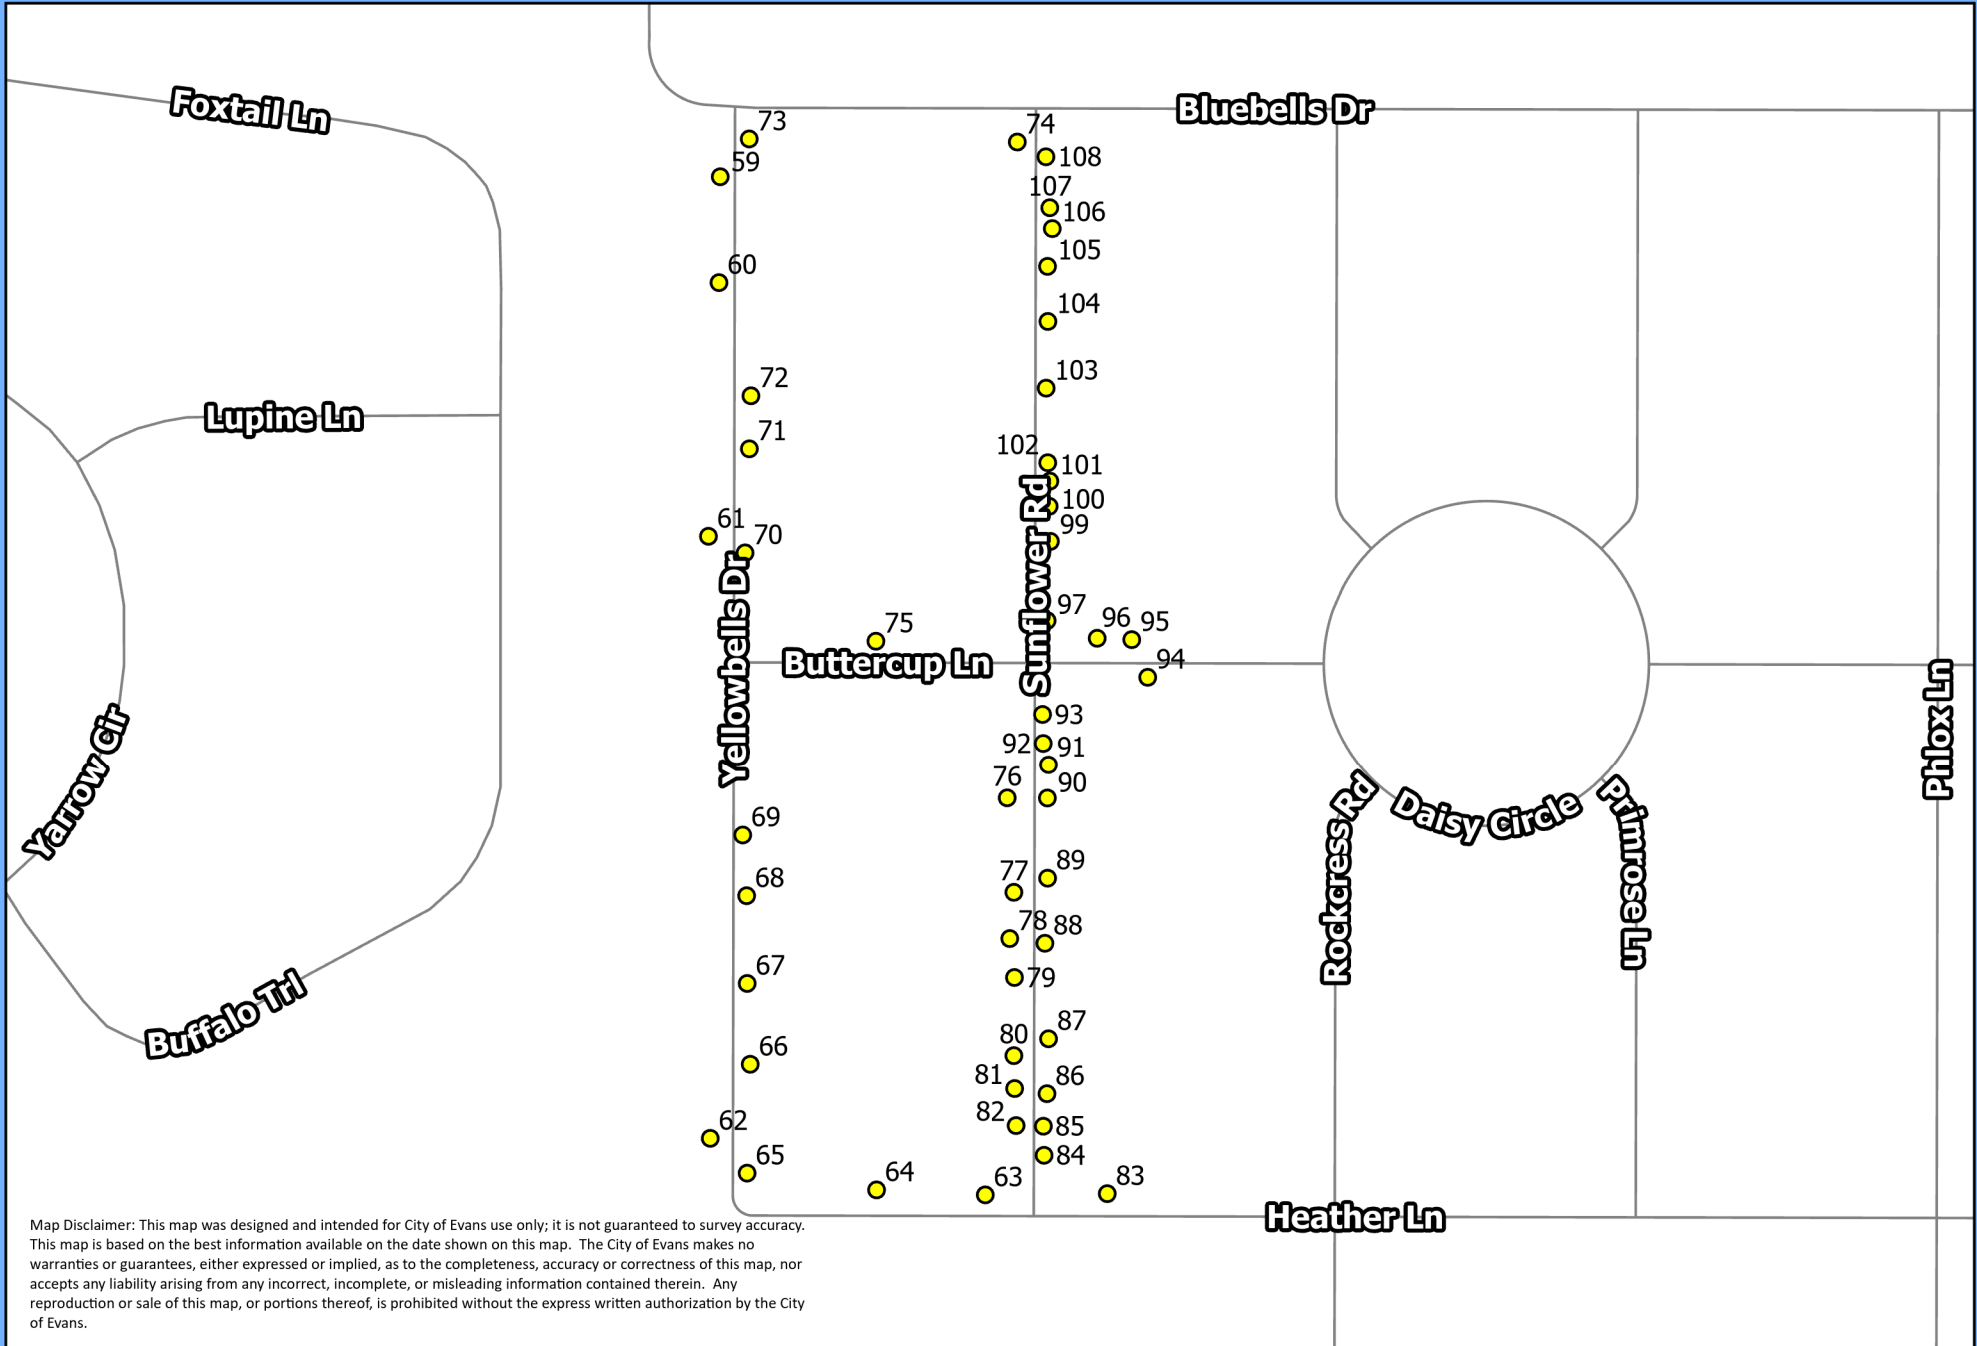 Foxtail Ln
Bluebells Dr
73
74
59
108
107
106
105
60
104
103
72
Lupine Ln
71
102
101
100
99
61
70
Yellowbells Dr
Sunflower Rd
97
96
95
75
94
Buttercup Ln
93
92
91
76
90
Phlox Ln
Yarrow Cir
Rockcress Rd
Daisy Circle
Primrose Ln
69
77
89
68
78
88
67
79
Buffalo Trl
87
80
66
81
86
82
85
62
65
84
64
63
83
Heather Ln
Map Disclaimer: This map was designed and intended for City of Evans use only; it is not guaranteed to survey accuracy.
This map is based on the best information available on the date shown on this map.  The City of Evans makes no
warranties or guarantees, either expressed or implied, as to the completeness, accuracy or correctness of this map, nor
accepts any liability arising from any incorrect, incomplete, or misleading information contained therein.  Any
reproduction or sale of this map, or portions thereof, is prohibited without the express written authorization by the City
of Evans.